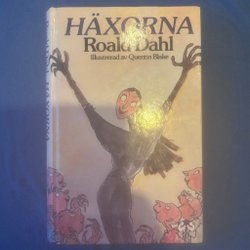 HÄXORNA
Roald Dahl
Illustrerad av Quentin Blake